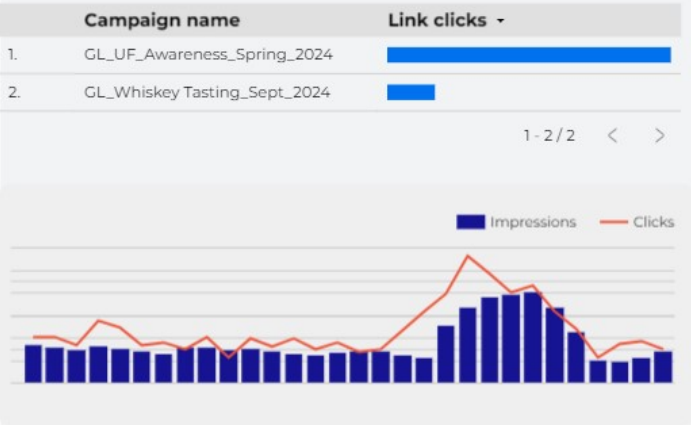 Campaign name Link clicks
1. GL_UF_Awareness_Spring_2024
2. GL_Whiskey Tasting_Sept_2024
1 - 2 / 2
Impressions Clicks